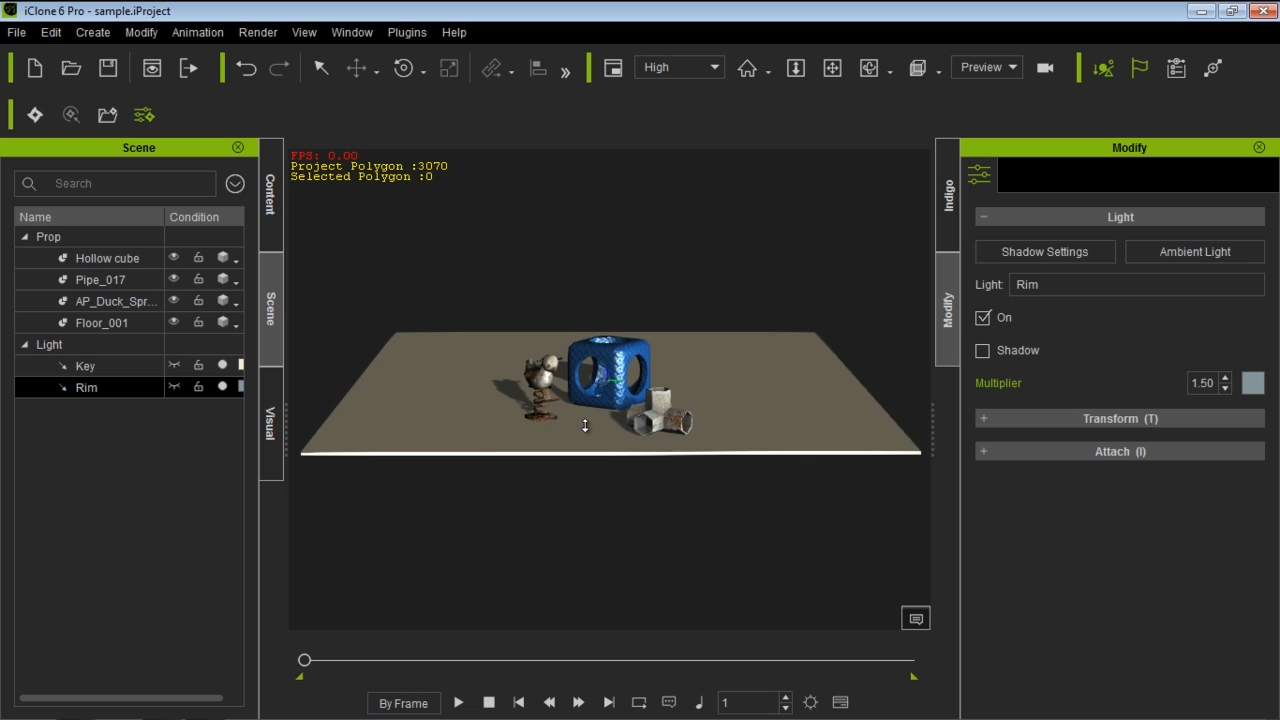 iClone 6 Pro - sample.iProject
File Edit Create Modify Animation Render View Window Plugins Help
High Preview
Scene
Search
Name Condition
Prop
Hollow cube
Pipe_017
AP_Duck_Spr...
Floor_001
Light
Key
Rim
Content
Scene
Visual
FPS: 0.00
Project Polygon :3070
Selected Polygon :0
By Frame
1
Indigo
Modify
Modify
Light
Shadow Settings Ambient Light
Light: Rim
On
Shadow
Multiplier 1.50
Transform (T)
Attach (I)